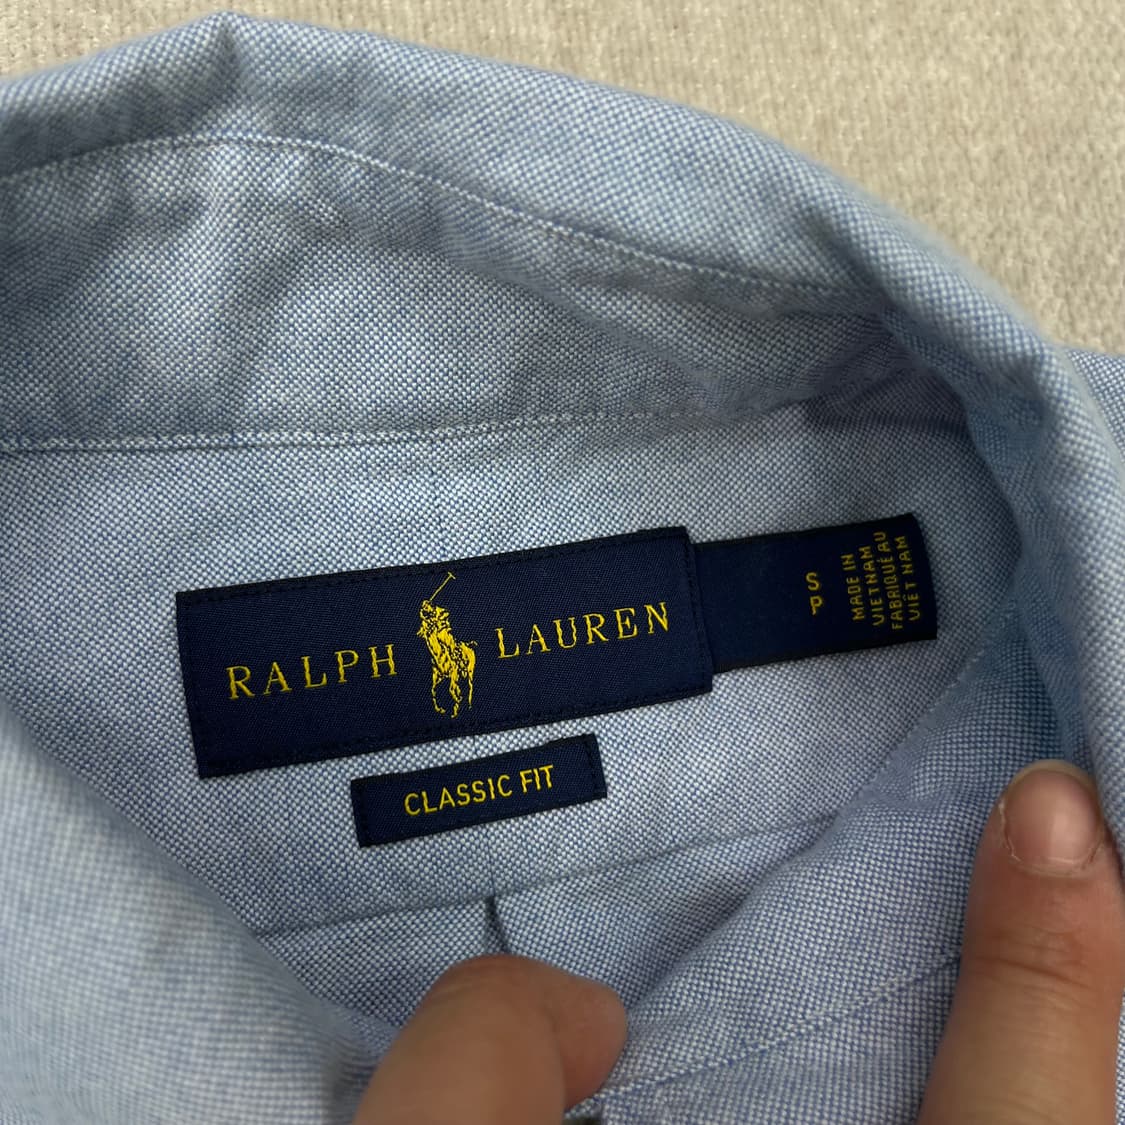 RALPH LAUREN
CLASSIC FIT
S
P
MADE IN
VIETNAM
FABRIQUÉ AU
VIÊT NAM